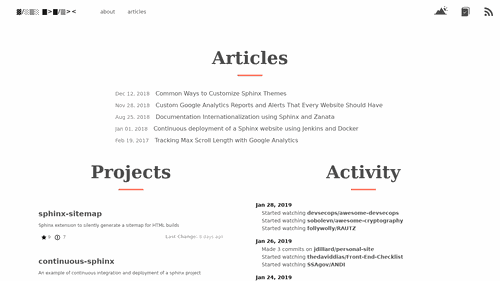 about articles
Articles
Dec 12, 2018 Common Ways to Customize Sphinx Themes
Nov 28, 2018 Custom Google Analytics Reports and Alerts That Every Website Should Have
Aug 25, 2018 Documentation Internationalization using Sphinx and Zanata
Jan 01, 2018 Continuous deployment of a Sphinx website using Jenkins and Docker
Feb 19, 2017 Tracking Max Scroll Length with Google Analytics
Projects
sphinx-sitemap
Sphinx extension to silently generate a sitemap for HTML builds
9 7 Last Change: 9 days ago
continuous-sphinx
An example of continuous integration and deployment of a sphinx project
Activity
Jan 28, 2019
Started watching devsecops/awesome-devsecops
Started watching sobolevn/awesome-cryptography
Started watching follywolly/RAUTZ
Jan 26, 2019
Made 3 commits on jdillard/personal-site
Started watching thedaviddias/Front-End-Checklist
Started watching SSAgov/ANDI
Jan 24, 2019